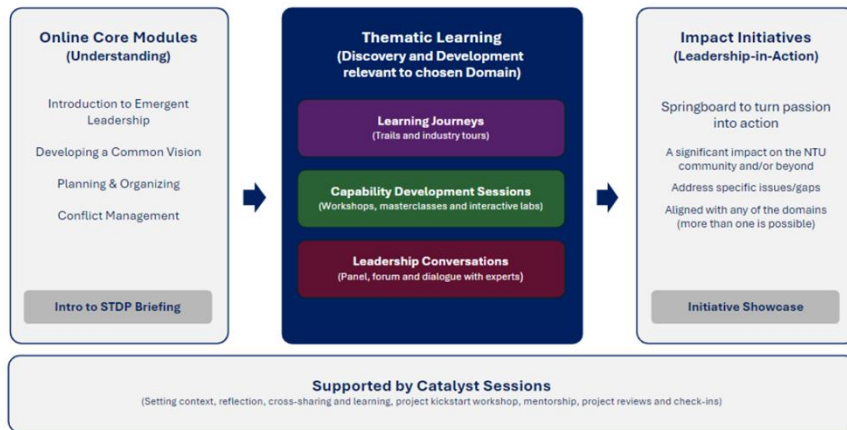 Online Core Modules
(Understanding)
Introduction to Emergent
Leadership
Developing a Common Vision
Planning & Organizing
Conflict Management
Intro to STDP Briefing
Thematic Learning
(Discovery and Development
relevant to chosen Domain)
Learning Journeys
(Trails and industry tours)
Capability Development Sessions
(Workshops, masterclasses and interactive labs)
Leadership Conversations
(Panel, forum and dialogue with experts)
Impact Initiatives
(Leadership-in-Action)
Springboard to turn passion
into action
A significant impact on the NTU
community and/or beyond
Address specific issues/gaps
Aligned with any of the domains
(more than one is possible)
Initiative Showcase
Supported by Catalyst Sessions
(Setting context, reflection, cross-sharing and learning, project kickstart workshop, mentorship, project reviews and check-ins)